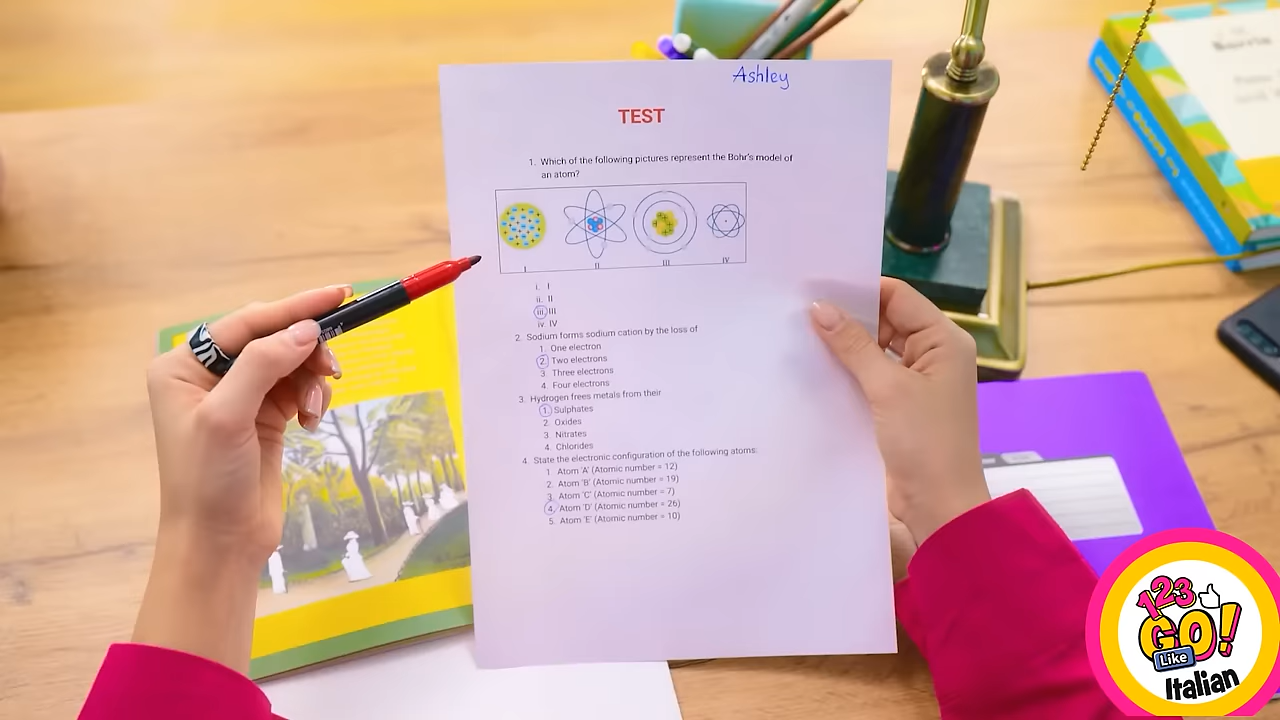 Ashley
TEST
1. Which of the following pictures represent the Bohr's model of
an atom?
I II III IV
i. I
ii. II
iii. III
iv. IV
2. Sodium forms sodium cation by the loss of
1. One electron
2. Two electrons
3. Three electrons
4. Four electrons
3. Hydrogen frees metals from their
1. Sulphates
2. Oxides
3. Nitrates
4. Chlorides
4. State the electronic configuration of the following atoms:
1. Atom 'A' (Atomic number = 12)
2. Atom 'B' (Atomic number = 19)
3. Atom 'C' (Atomic number = 7)
4. Atom 'D' (Atomic number = 26)
5. Atom 'E' (Atomic number = 10)
123
GO!
Like
Italian